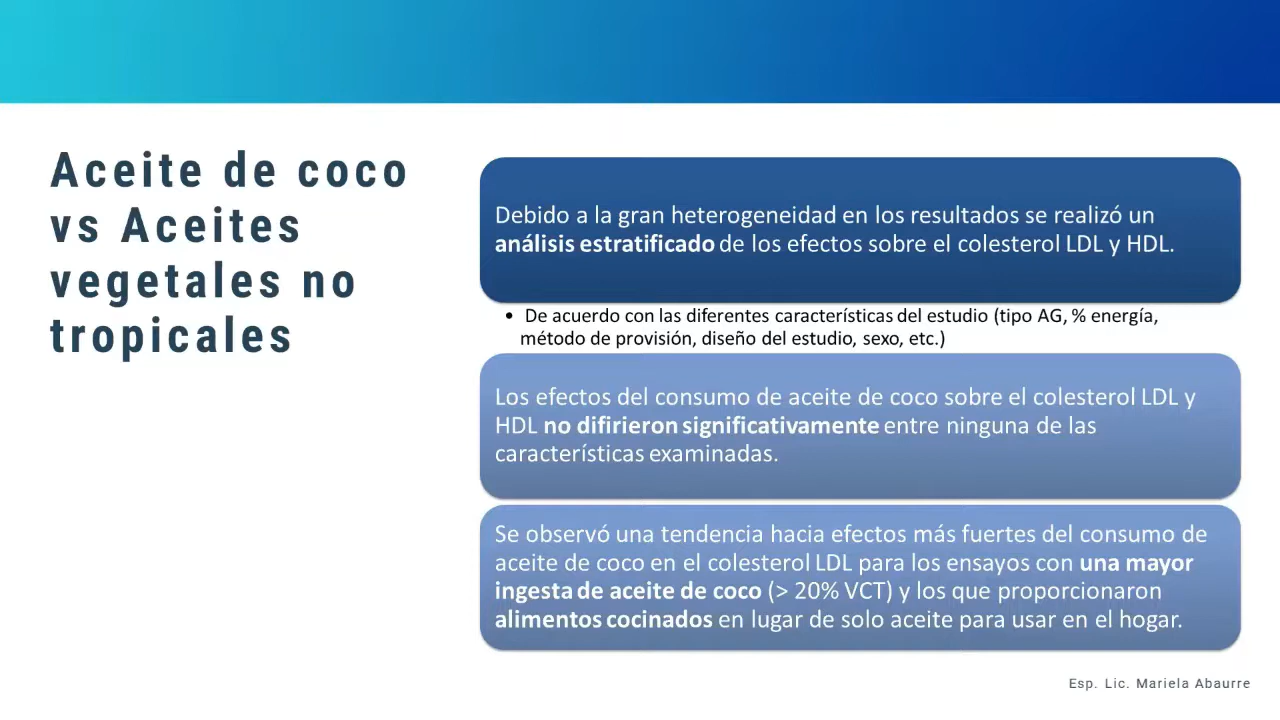 Aceite de coco
vs Aceites
vegetales no
tropicales
Debido a la gran heterogeneidad en los resultados se realizó un
análisis estratificado de los efectos sobre el colesterol LDL y HDL.
• De acuerdo con las diferentes características del estudio (tipo AG, % energía,
método de provisión, diseño del estudio, sexo, etc.)
Los efectos del consumo de aceite de coco sobre el colesterol LDL y
HDL no difirieron significativamente entre ninguna de las
características examinadas.
Se observó una tendencia hacia efectos más fuertes del consumo de
aceite de coco en el colesterol LDL para los ensayos con una mayor
ingesta de aceite de coco (> 20% VCT) y los que proporcionaron
alimentos cocinados en lugar de solo aceite para usar en el hogar.
Esp. Lic. Mariela Abaurre